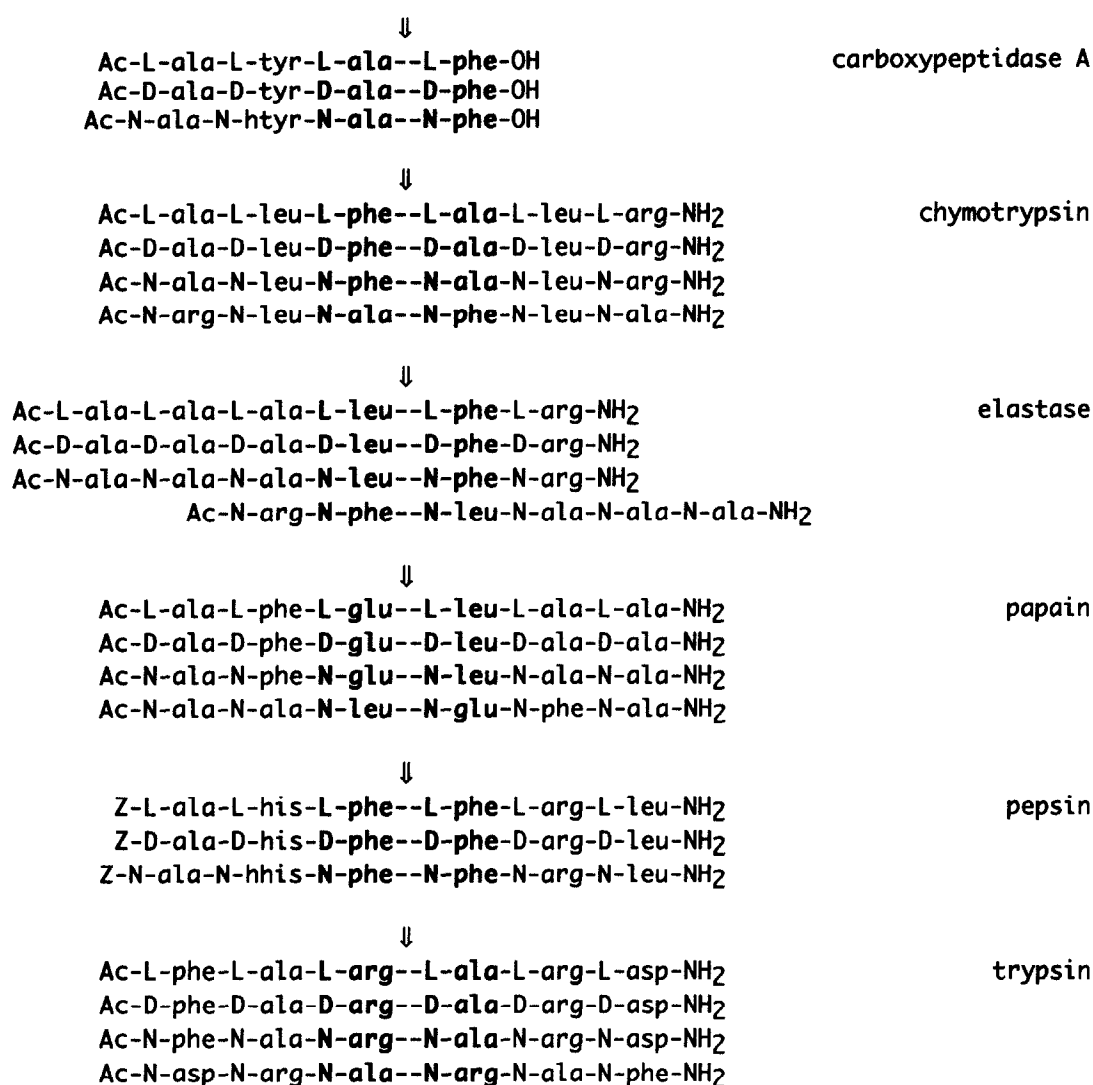 ⇓
Ac-L-ala-L-tyr-L-ala--L-phe-OH carboxypeptidase A
Ac-D-ala-D-tyr-D-ala--D-phe-OH
Ac-N-ala-N-htyr-N-ala--N-phe-OH
⇓
Ac-L-ala-L-leu-L-phe--L-ala-L-leu-L-arg-NH2 chymotrypsin
Ac-D-ala-D-leu-D-phe--D-ala-D-leu-D-arg-NH2
Ac-N-ala-N-leu-N-phe--N-ala-N-leu-N-arg-NH2
Ac-N-arg-N-leu-N-ala--N-phe-N-leu-N-ala-NH2
⇓
Ac-L-ala-L-ala-L-ala-L-leu--L-phe-L-arg-NH2 elastase
Ac-D-ala-D-ala-D-ala-D-leu--D-phe-D-arg-NH2
Ac-N-ala-N-ala-N-ala-N-leu--N-phe-N-arg-NH2
Ac-N-arg-N-phe--N-leu-N-ala-N-ala-N-ala-NH2
⇓
Ac-L-ala-L-phe-L-glu--L-leu-L-ala-L-ala-NH2 papain
Ac-D-ala-D-phe-D-glu--D-leu-D-ala-D-ala-NH2
Ac-N-ala-N-phe-N-glu--N-leu-N-ala-N-ala-NH2
Ac-N-ala-N-ala-N-leu--N-glu-N-phe-N-ala-NH2
⇓
Z-L-ala-L-his-L-phe--L-phe-L-arg-L-leu-NH2 pepsin
Z-D-ala-D-his-D-phe--D-phe-D-arg-D-leu-NH2
Z-N-ala-N-hhis-N-phe--N-phe-N-arg-N-leu-NH2
⇓
Ac-L-phe-L-ala-L-arg--L-ala-L-arg-L-asp-NH2 trypsin
Ac-D-phe-D-ala-D-arg--D-ala-D-arg-D-asp-NH2
Ac-N-phe-N-ala-N-arg--N-ala-N-arg-N-asp-NH2
Ac-N-asp-N-arg-N-ala--N-arg-N-ala-N-phe-NH2